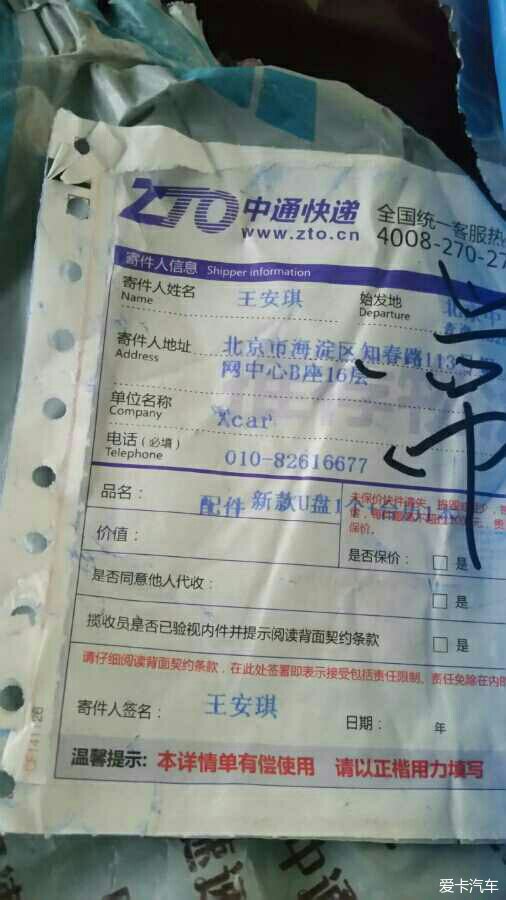 ZTO 中通快递
全国统一客服热
www.zto.cn
4008-270-27
寄件人信息 Shipper information
寄件人姓名
Name
王安琪
始发地
Departure
寄件人地址
Address
北京市海淀区知春路113号
网中心B座16层
单位名称
Company
Xcar
电话（必填）
Telephone
010-82616677
品名：
配件 新款U盘1个
价值：
保价。
是否保价：
是
是否同意他人代收：
是
揽收员是否已验视内件并提示阅读背面契约条款
是
请仔细阅读背面契约条款，在此处签署即表示接受包括责任限制、责任免除在内的
寄件人签名：
王安琪
日期：
年
温馨提示：本详情单有偿使用 请以正楷用力填写
爱卡汽车